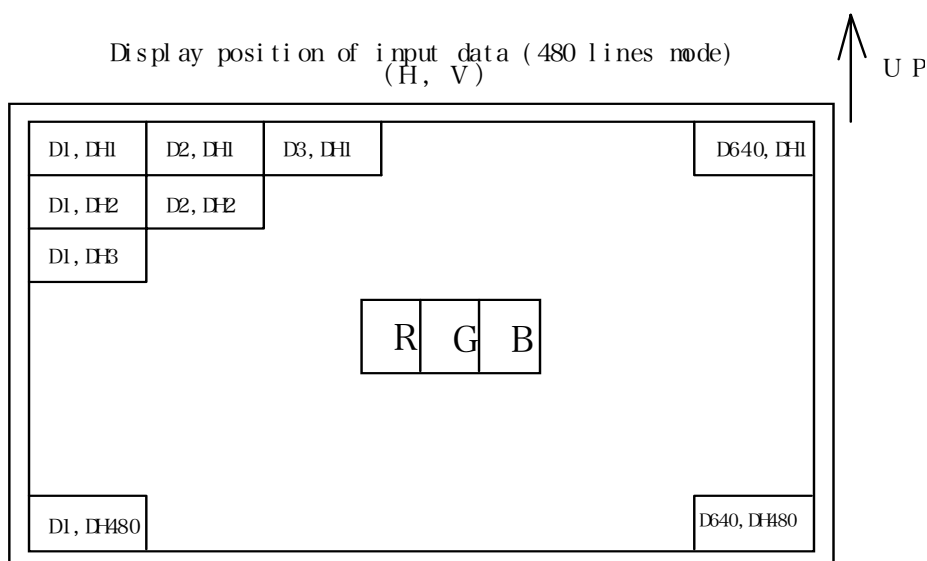 Display position of input data (480 lines mode)
(H, V)
UP
D1, DH1 D2, DH1 D3, DH1 D640, DH1
D1, DH2 D2, DH2
D1, DH3
R G B
D1, DH480 D640, DH480